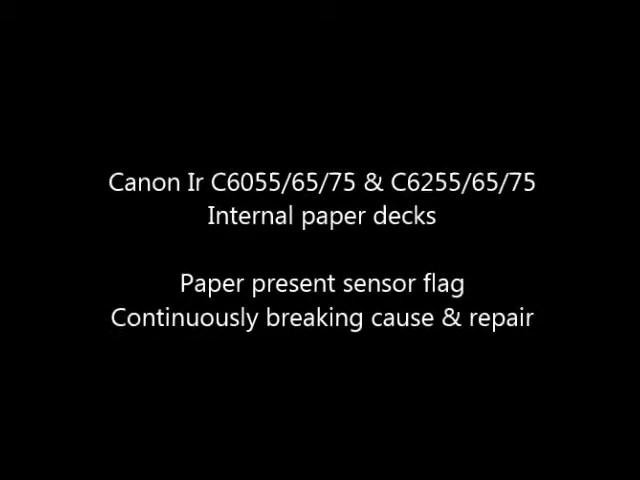 Canon Ir C6055/65/75 & C6255/65/75
Internal paper decks
Paper present sensor flag
Continuously breaking cause & repair